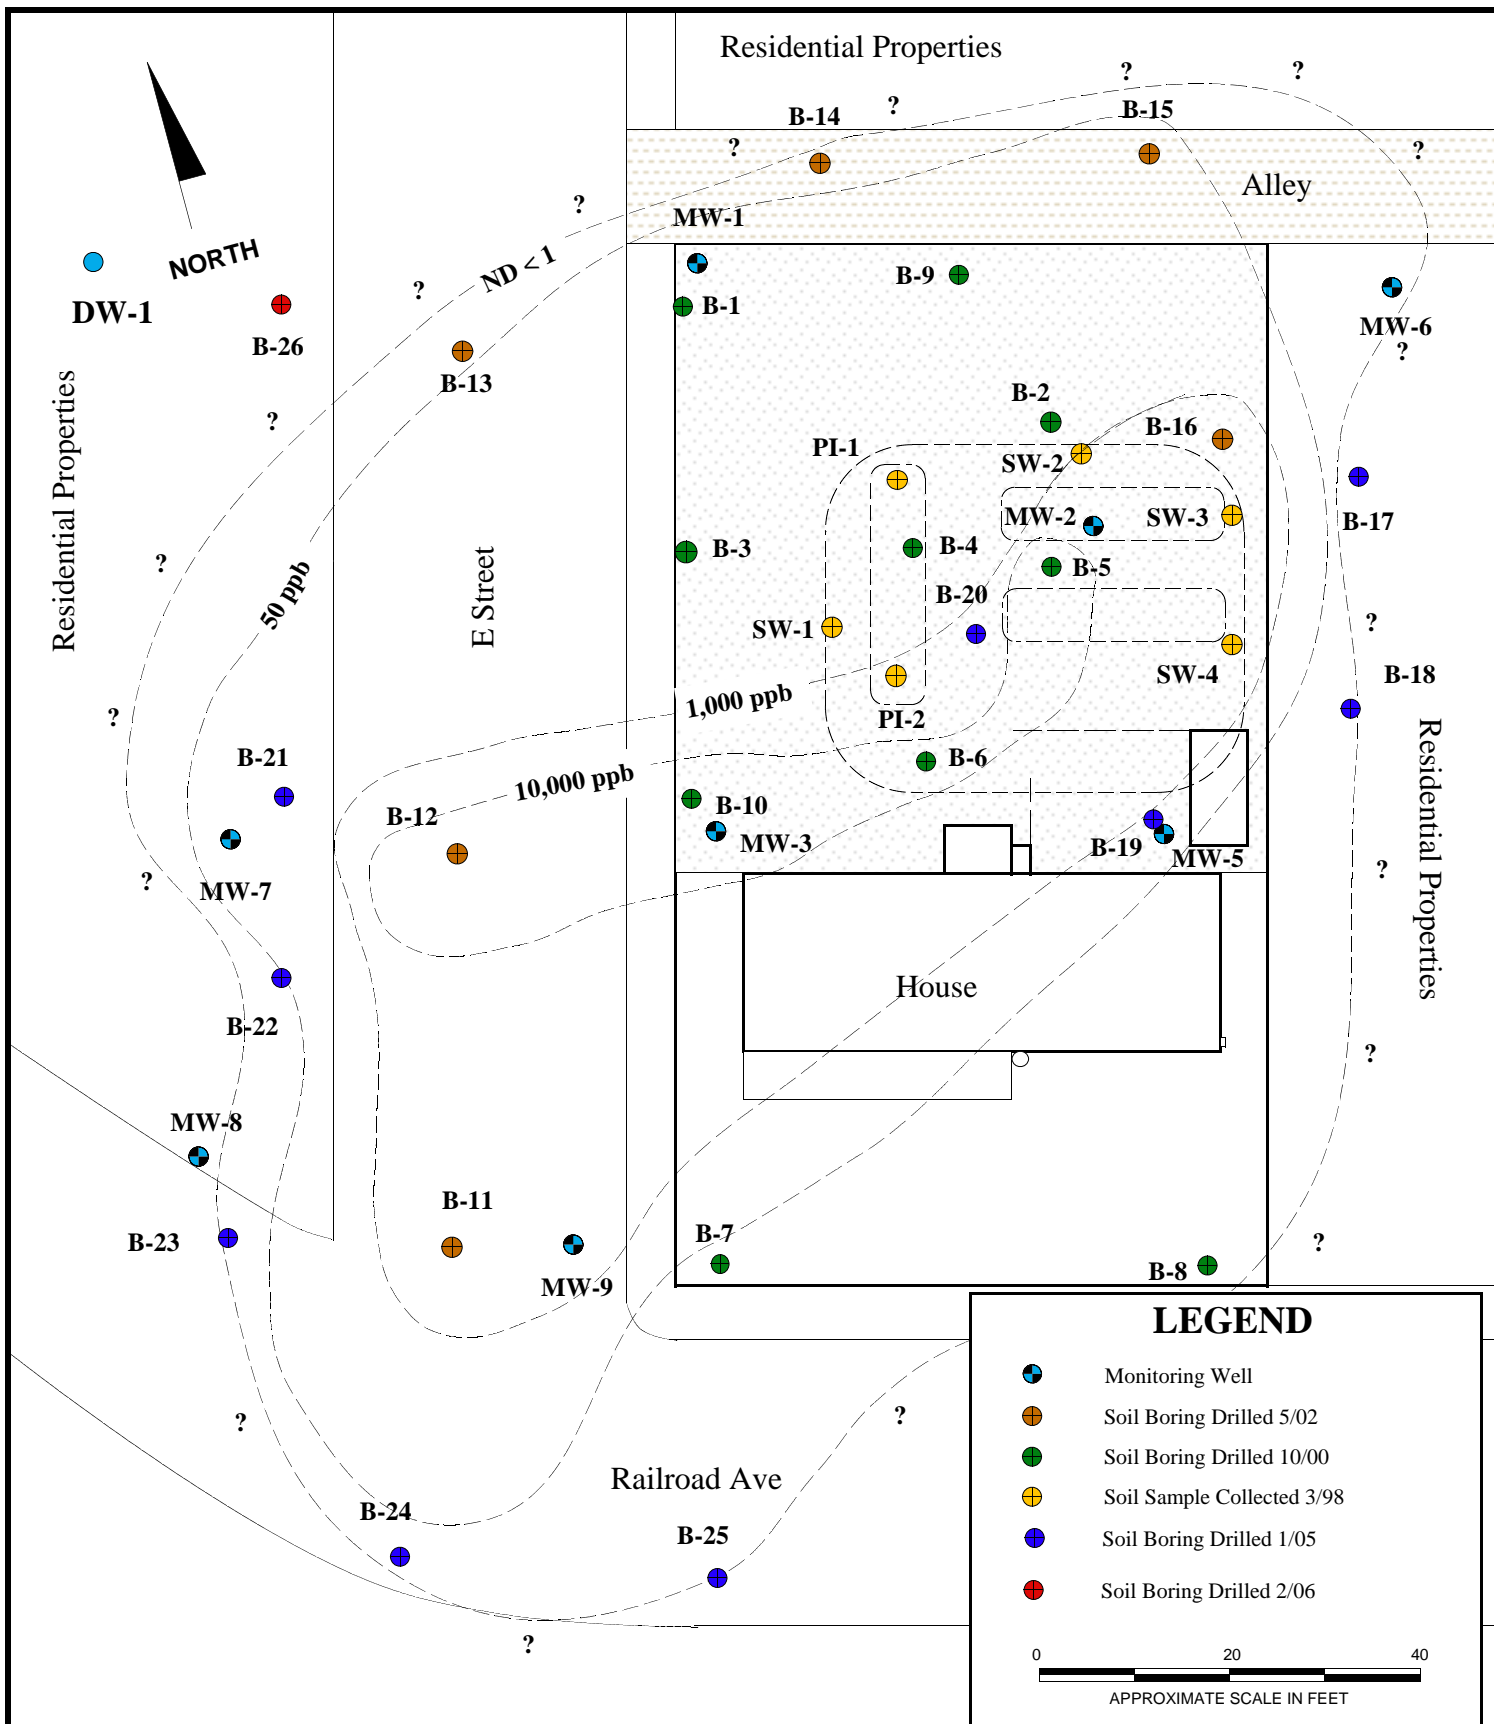 Residential Properties
?
?
?
B-14
B-15
?
?
Alley
?
MW-1
NORTH
ND < 1
?
DW-1
B-26
B-9
B-1
MW-6
?
B-13
Residential Properties
?
B-2
B-16
PI-1
SW-2
MW-2
SW-3
B-17
?
50 ppb
E Street
B-3
B-4
B-5
B-20
SW-1
?
SW-4
B-18
1,000 ppb
?
PI-2
Residential Properties
B-21
10,000 ppb
B-6
B-12
B-10
MW-3
B-19
MW-5
?
MW-7
?
House
B-22
?
MW-8
B-11
B-7
B-23
?
B-8
MW-9
LEGEND
Monitoring Well
Soil Boring Drilled 5/02
Soil Boring Drilled 10/00
Soil Sample Collected 3/98
Soil Boring Drilled 1/05
Soil Boring Drilled 2/06
0 20 40
APPROXIMATE SCALE IN FEET
?
?
Railroad Ave
B-24
B-25
?